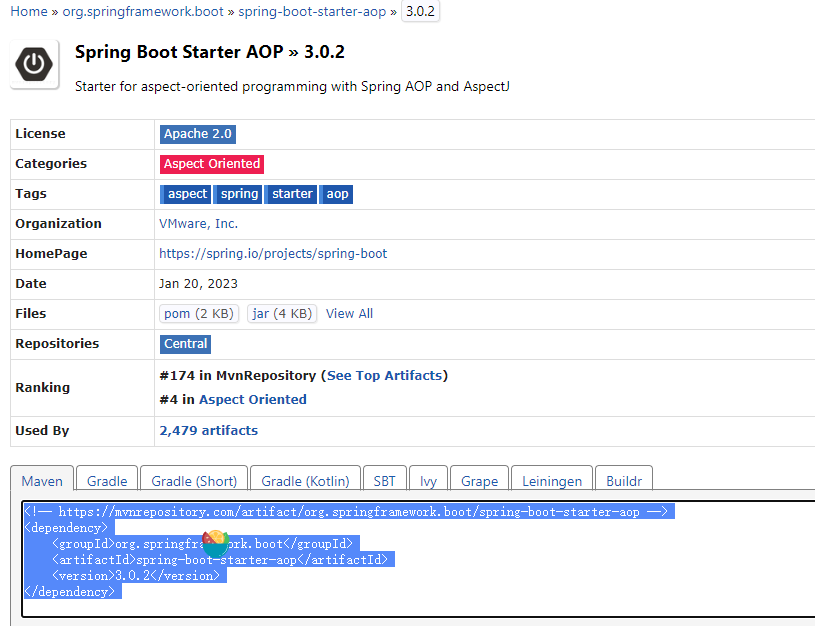 Home » org.springframework.boot » spring-boot-starter-aop » 3.0.2
Spring Boot Starter AOP » 3.0.2
Starter for aspect-oriented programming with Spring AOP and AspectJ
License Apache 2.0
Categories Aspect Oriented
Tags aspect spring starter aop
Organization VMware, Inc.
HomePage https://spring.io/projects/spring-boot
Date Jan 20, 2023
Files pom (2 KB) jar (4 KB) View All
Repositories Central
Ranking #174 in MvnRepository (See Top Artifacts)
#4 in Aspect Oriented
Used By 2,479 artifacts
Maven Gradle Gradle (Short) Gradle (Kotlin) SBT Ivy Grape Leiningen Buildr
<!-- https://mvnrepository.com/artifact/org.springframework.boot/spring-boot-starter-aop -->
<dependency>
<groupId>org.springfra rk.boot</groupId>
<artifactId>spring-boot-starter-aop</artifactId>
<version>3.0.2</version>
</dependency>